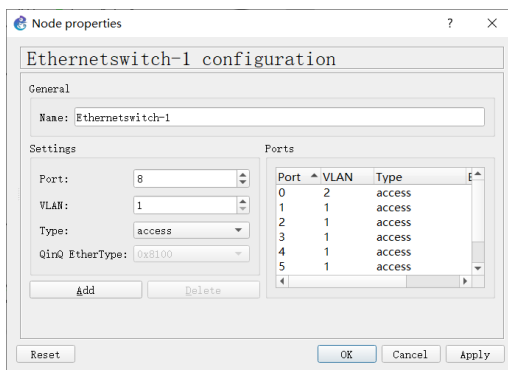 Node properties
Ethernetswitch-1 configuration
General
Name: Ethernetswitch-1
Settings
Port: 8
VLAN: 1
Type: access
QinQ EtherType: 0x8100
Add Delete
Ports
Port VLAN Type
0 2 access
1 1 access
2 1 access
3 1 access
4 1 access
5 1 access
Reset OK Cancel Apply